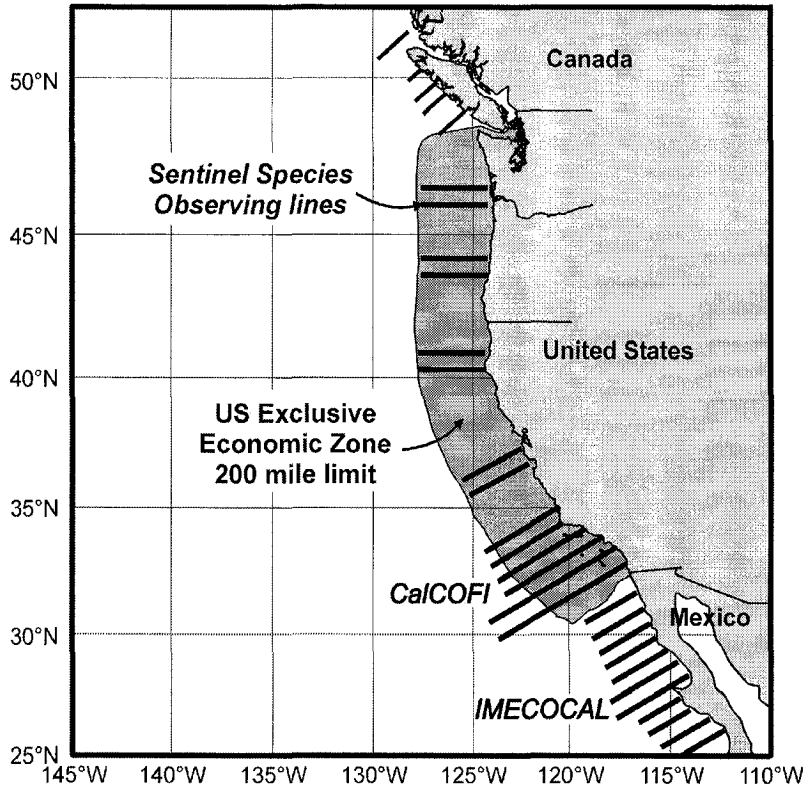 50°N
45°N
40°N
35°N
30°N
25°N
Canada
Sentinel Species
Observing lines
United States
US Exclusive
Economic Zone
200 mile limit
CalCOFI
Mexico
IMECOCAL
145°W 140°W 135°W 130°W 125°W 120°W 115°W 110°W